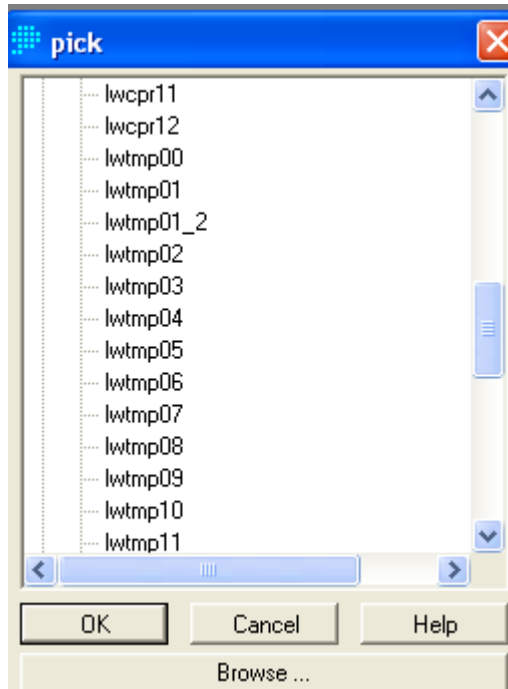 pick
lwcpr11
lwcpr12
lwtmp00
lwtmp01
lwtmp01_2
lwtmp02
lwtmp03
lwtmp04
lwtmp05
lwtmp06
lwtmp07
lwtmp08
lwtmp09
lwtmp10
lwtmp11
OK Cancel Help
Browse ...